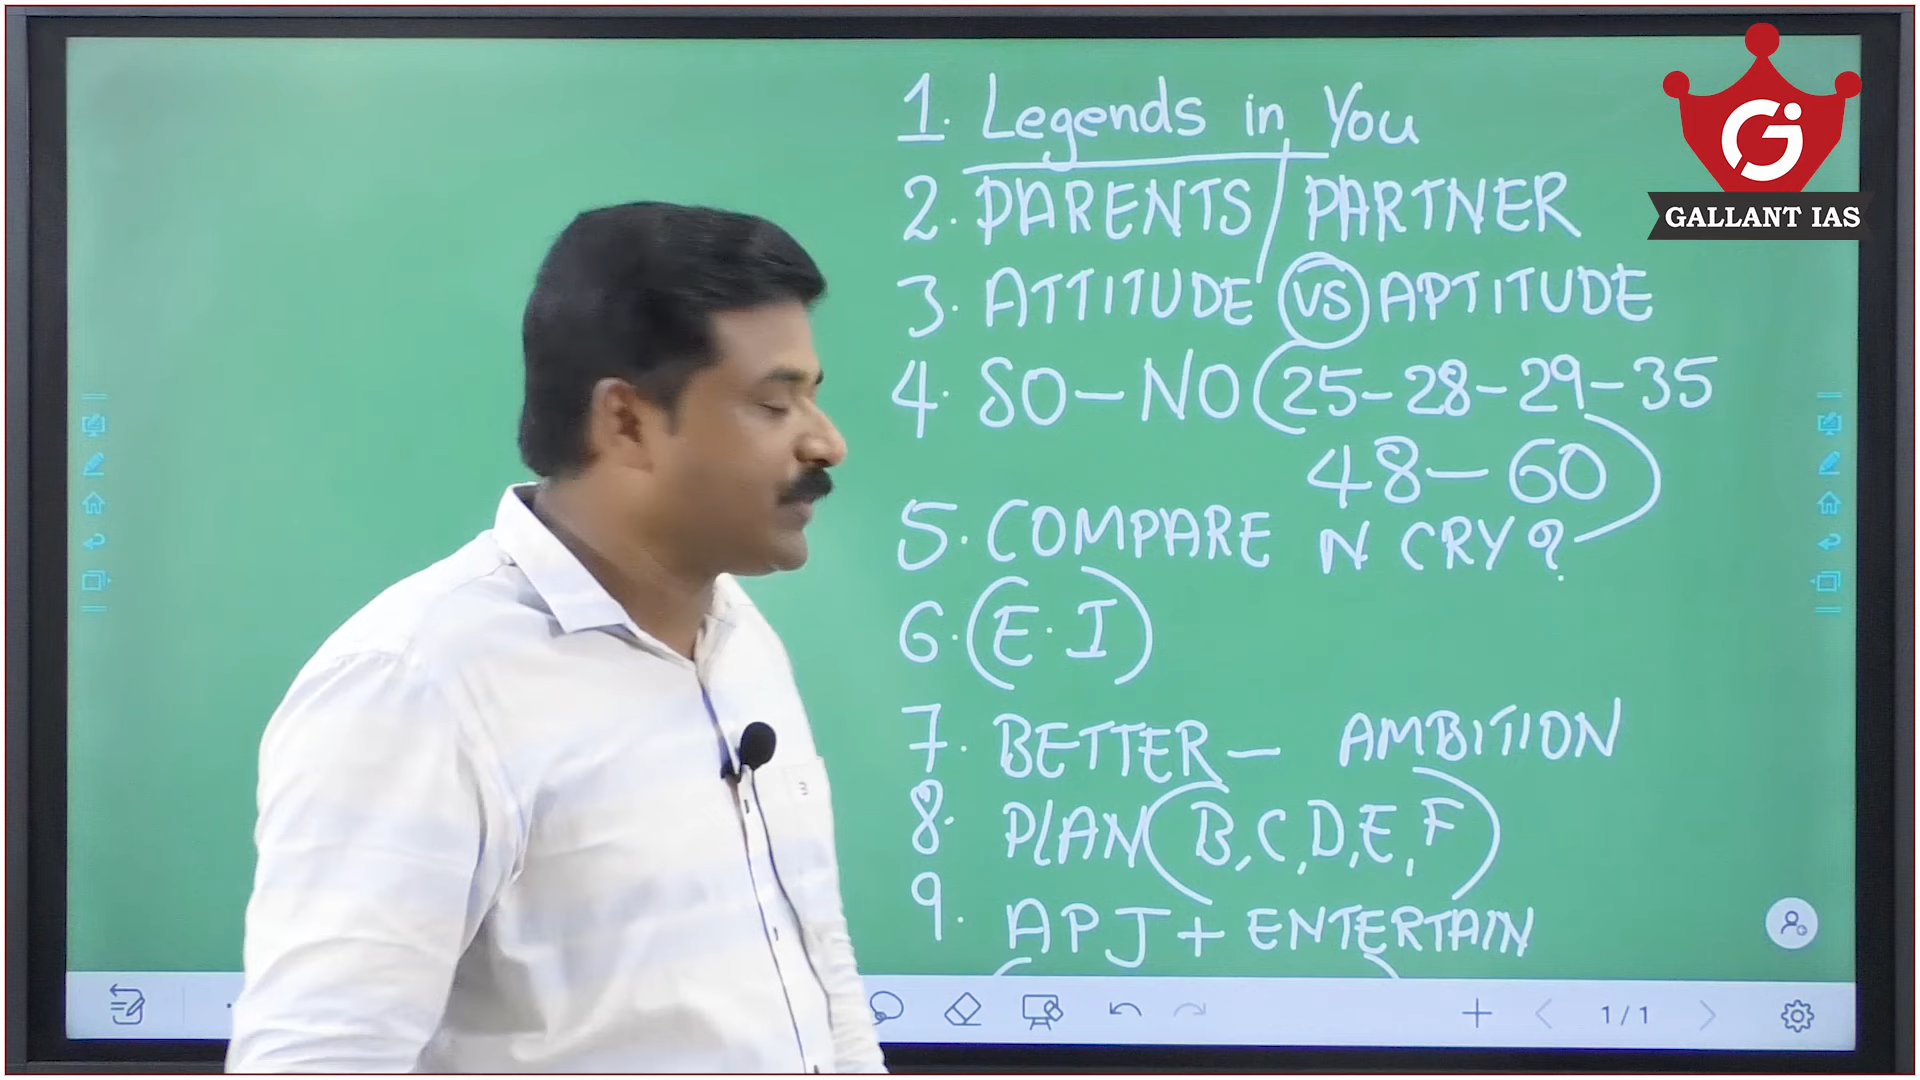 1. Legends in You
2. PARENTS / PARTNER
3. ATTITUDE VS APTITUDE
4. SO - NO (25-28-29-35
48-60)
5. COMPARE N CRY?
6. (E.I)
7. BETTER - AMBITION
8. PLAN (B,C,D,E,F)
9. APJ + ENTERTAIN
GALLANT IAS
1/1